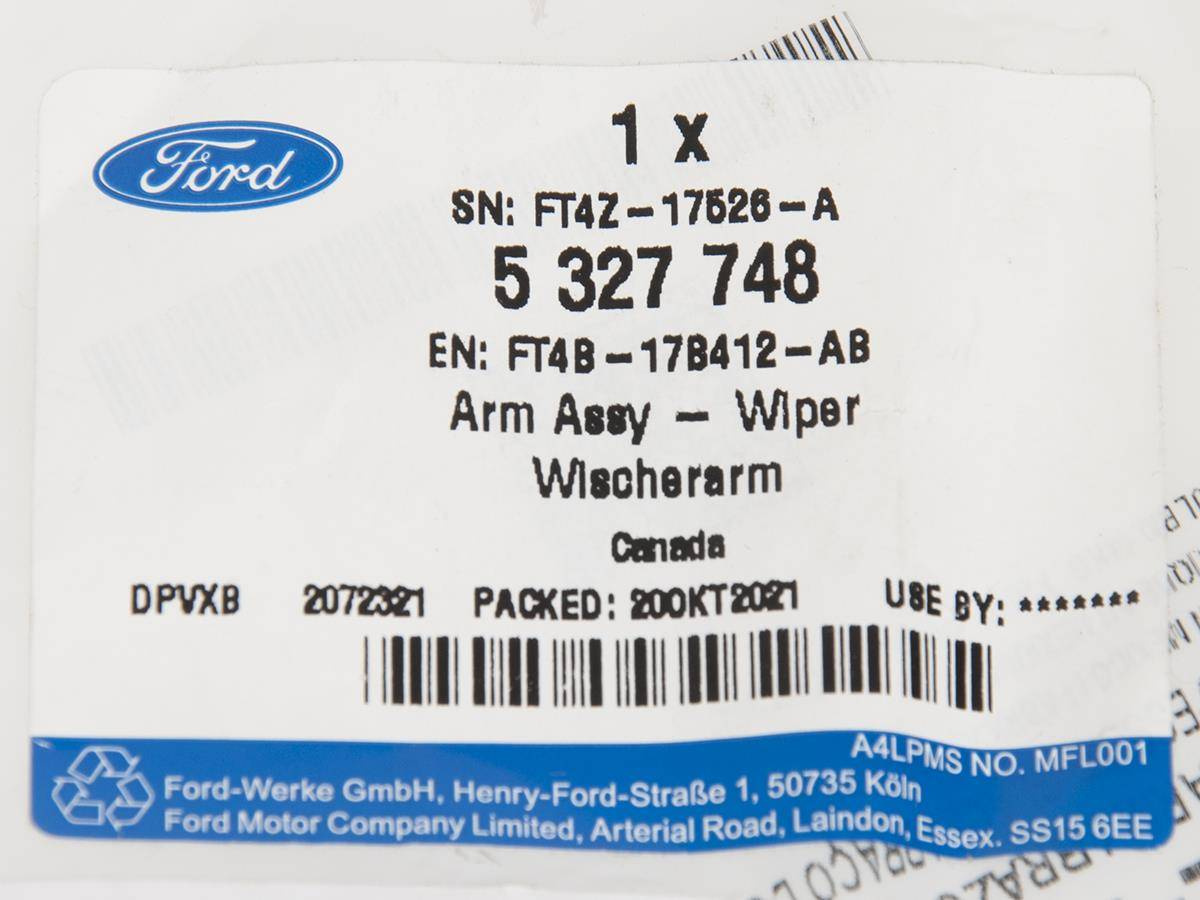 Ford
1 x
SN: FT4Z-17526-A
5 327 748
EN: FT4B-17B412-AB
Arm Assy - Wiper
Wischerarm
Canada
DPVXB 2072321 PACKED: 20OKT2021 USE BY: *******
A4LPMS NO. MFL001
Ford-Werke GmbH, Henry-Ford-Straße 1, 50735 Köln
Ford Motor Company Limited, Arterial Road, Laindon, Essex. SS15 6EE